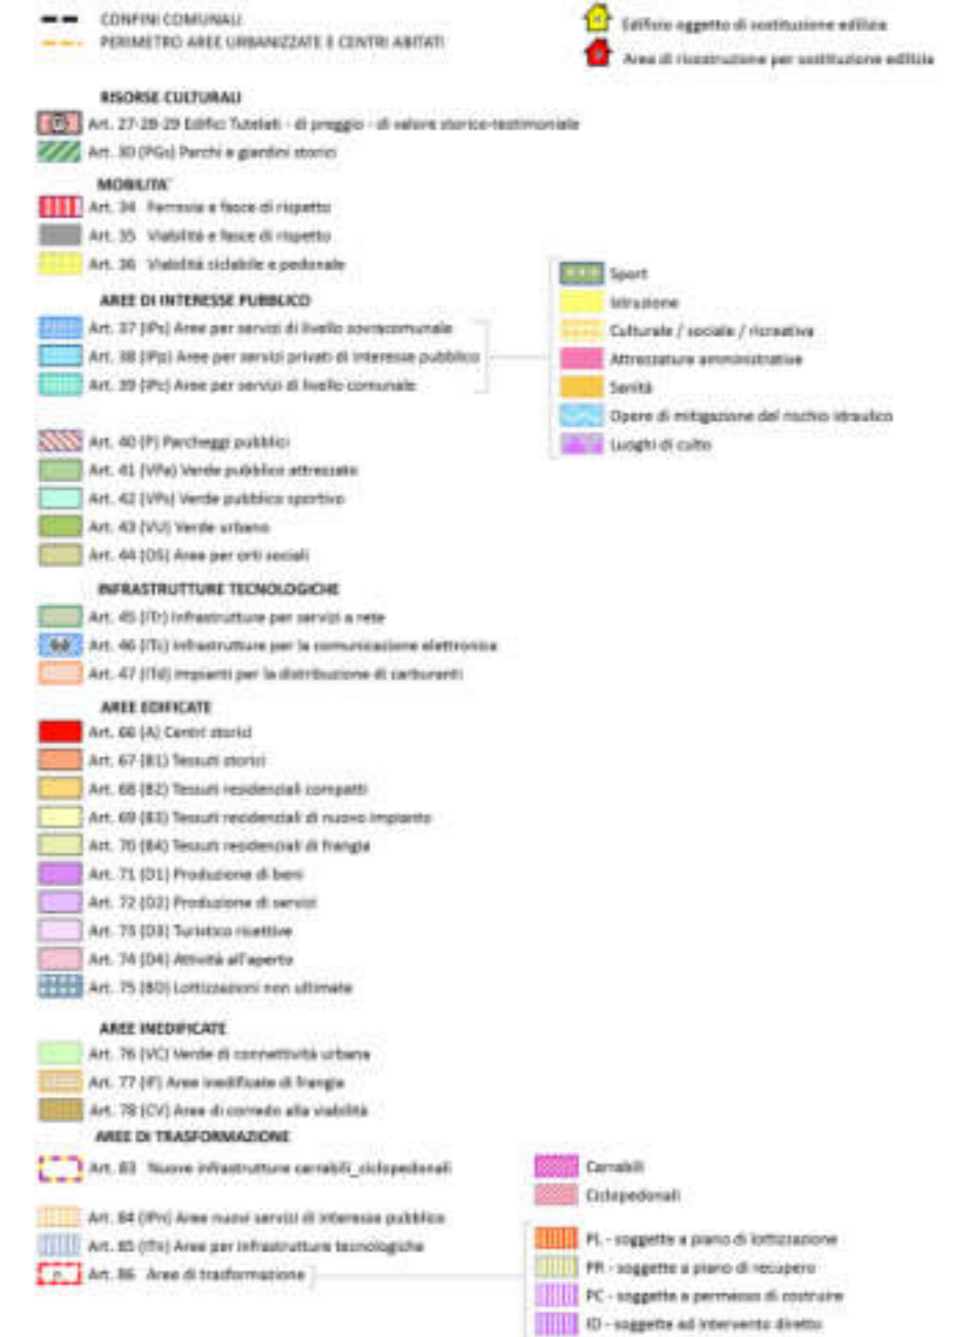 CONFINI COMUNALI
PERIMETRO AREE URBANIZZATE E CENTRI ABITATI
Edificio oggetto di sostituzione edilizia
Area di ricostruzione per sostituzione edilizia
RISORSE CULTURALI
Art. 27-28-29 Edifici Tutelati - di preggio - di valore storico-testimoniale
Art. 30 (PGs) Parchi e giardini storici
MOBILITA'
Art. 34 Ferrovia e fasce di rispetto
Art. 35 Viabilità e fasce di rispetto
Art. 36 Viabilità ciclabile e pedonale
AREE DI INTERESSE PUBBLICO
Art. 37 (IPs) Aree per servizi di livello sovracomunale
Art. 38 (IPp) Aree per servizi privati di interesse pubblico
Art. 39 (IPc) Aree per servizi di livello comunale
Sport
Istruzione
Culturale / sociale / ricreativa
Attrezzature amministrative
Sanità
Opere di mitigazione del rischio idraulico
Luoghi di culto
Art. 40 (P) Parcheggi pubblici
Art. 41 (VPa) Verde pubblico attrezzato
Art. 42 (VPs) Verde pubblico sportivo
Art. 43 (VU) Verde urbano
Art. 44 (OS) Aree per orti sociali
INFRASTRUTTURE TECNOLOGICHE
Art. 45 (ITr) Infrastrutture per servizi a rete
Art. 46 (ITc) Infrastrutture per la comunicazione elettronica
Art. 47 (ITd) Impianti per la distribuzione di carburanti
AREE EDIFICATE
Art. 66 (A) Centri storici
Art. 67 (B1) Tessuti storici
Art. 68 (B2) Tessuti residenziali compatti
Art. 69 (B3) Tessuti residenziali di nuovo impianto
Art. 70 (B4) Tessuti residenziali di frangia
Art. 71 (D1) Produzione di beni
Art. 72 (D2) Produzione di servizi
Art. 73 (D3) Turistico ricettive
Art. 74 (D4) Attività all'aperto
Art. 75 (B0) Lottizzazioni non ultimate
AREE INEDIFICATE
Art. 76 (VC) Verde di connettività urbana
Art. 77 (IF) Aree inedificate di frangia
Art. 78 (CV) Aree di corredo alla viabilità
AREE DI TRASFORMAZIONE
Art. 83 Nuove infrastrutture carrabili_ciclopedonali
Carrabili
Ciclopedonali
Art. 84 (IPn) Aree nuovi servizi di interesse pubblico
Art. 85 (ITn) Aree per infrastrutture tecnologiche
n. Art. 86 Aree di trasformazione
PL - soggette a piano di lottizzazione
PR - soggette a piano di recupero
PC - soggette a permesso di costruire
ID - soggette ad intervento diretto